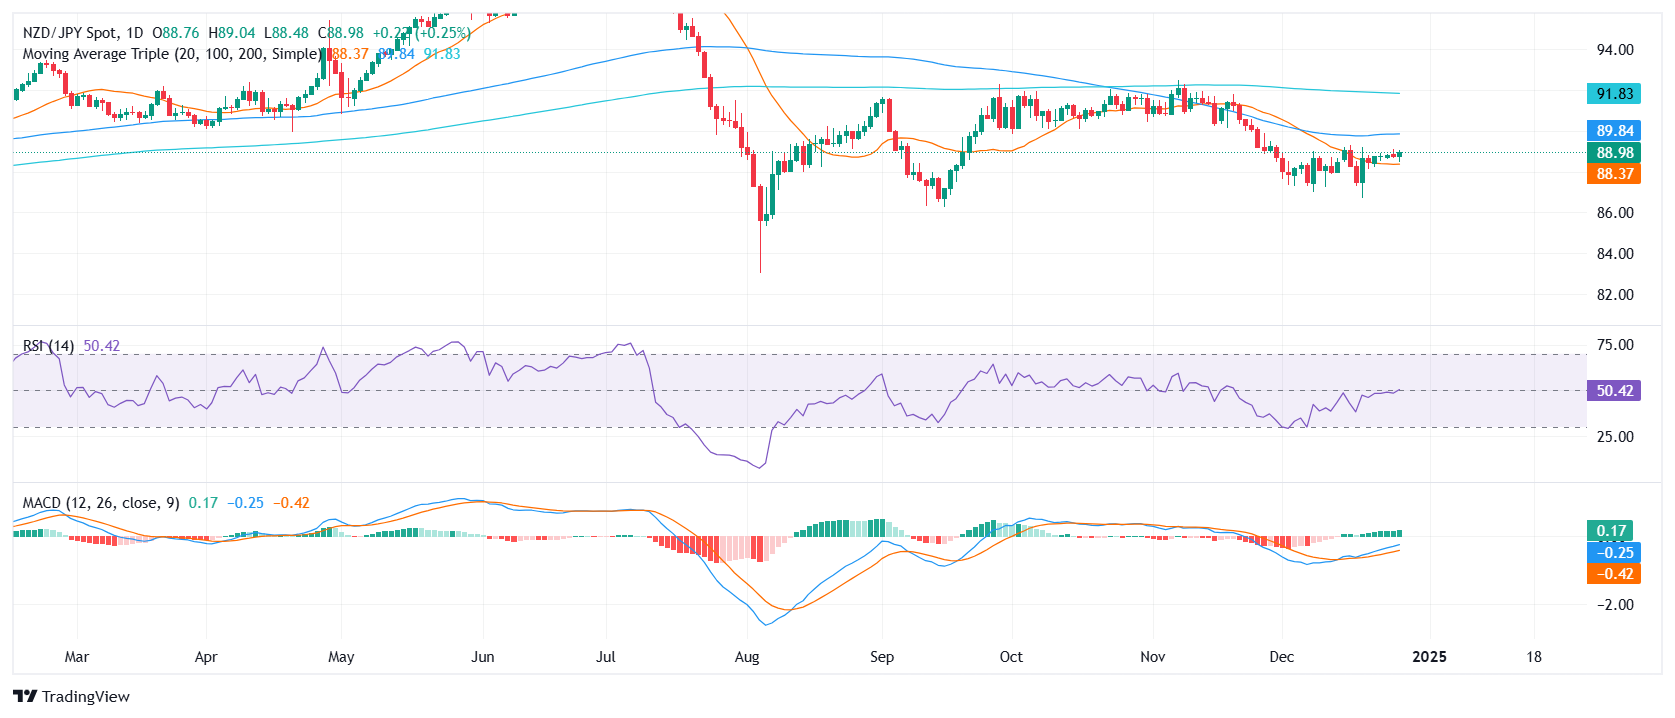 NZD/JPY Spot, 1D O88.76 H89.04 L88.48 C88.98 (+0.25%)
Moving Average Triple (20, 100, 200, Simple) 88.37 89.84 91.83
94.00
91.83
89.84
88.98
88.37
86.00
84.00
82.00
RSI (14) 50.42
75.00
50.42
25.00
MACD (12, 26, close, 9) 0.17 −0.25 −0.42
0.17
−0.25
−0.42
−2.00
Mar Apr May Jun Jul Aug Sep Oct Nov Dec 2025 18
TradingView